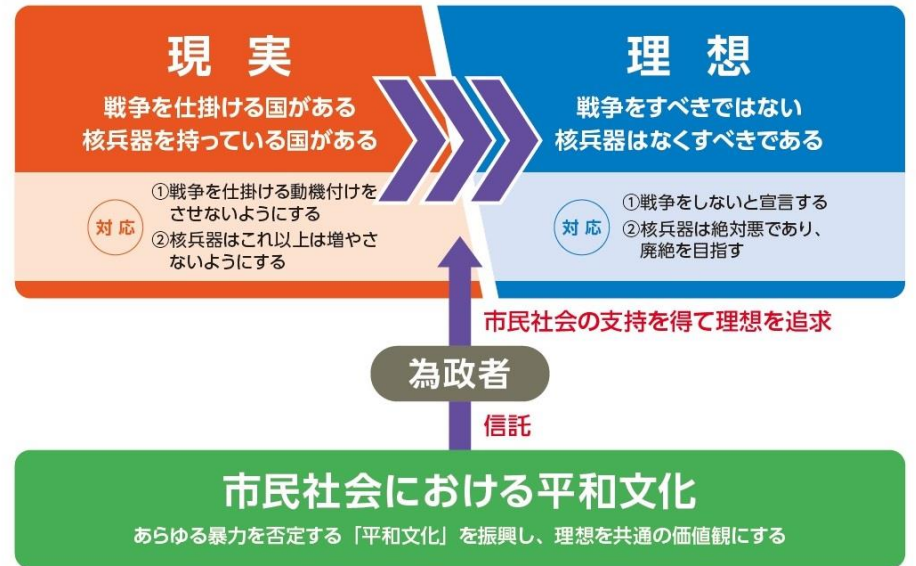 現 実
戦争を仕掛ける国がある
核兵器を持っている国がある
対 応
①戦争を仕掛ける動機付けを
させないようにする
②核兵器はこれ以上は増やさ
ないようにする
理 想
戦争をすべきではない
核兵器はなくすべきである
対 応
①戦争をしないと宣言する
②核兵器は絶対悪であり、
廃絶を目指す
市民社会の支持を得て理想を追求
為政者
信託
市民社会における平和文化
あらゆる暴力を否定する「平和文化」を振興し、理想を共通の価値観にする